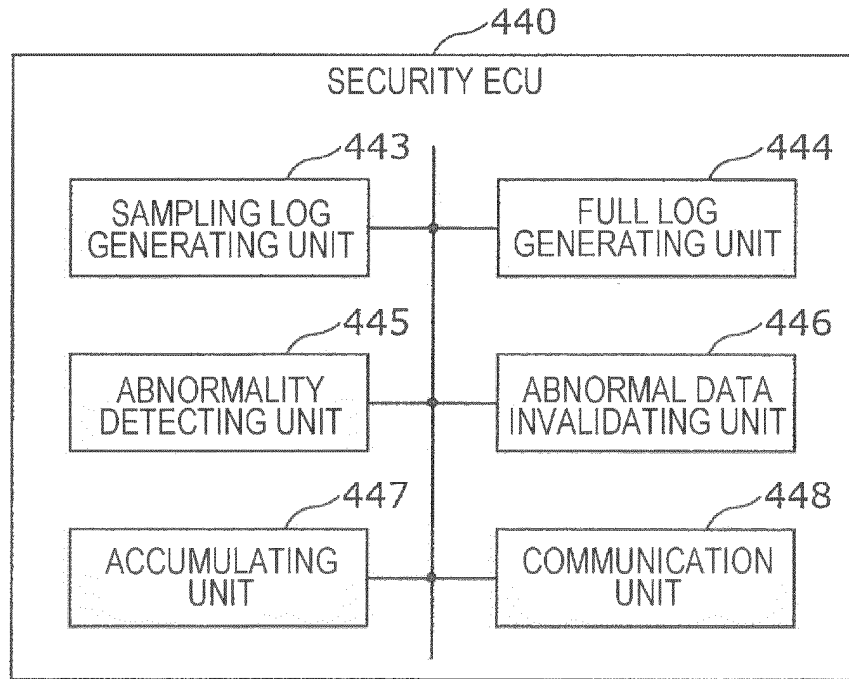 440
SECURITY ECU
443
SAMPLING LOG
GENERATING UNIT
444
FULL LOG
GENERATING UNIT
445
ABNORMALITY
DETECTING UNIT
446
ABNORMAL DATA
INVALIDATING UNIT
447
ACCUMULATING
UNIT
448
COMMUNICATION
UNIT